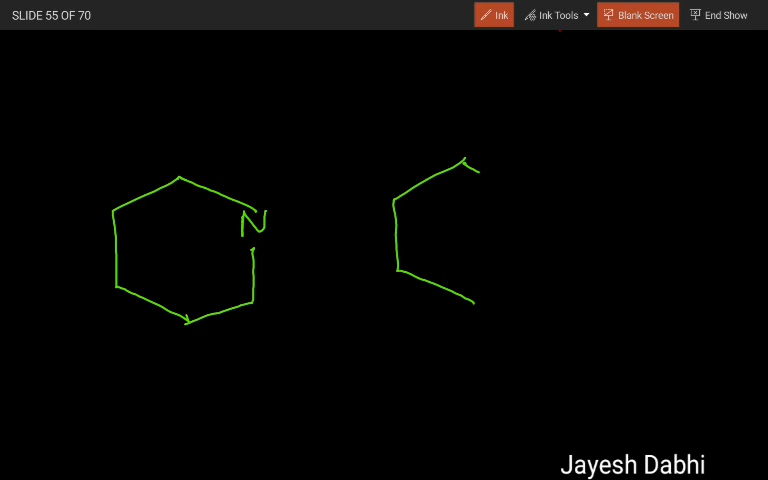 SLIDE 55 OF 70 Ink Ink Tools Blank Screen End Show
N
Jayesh Dabhi